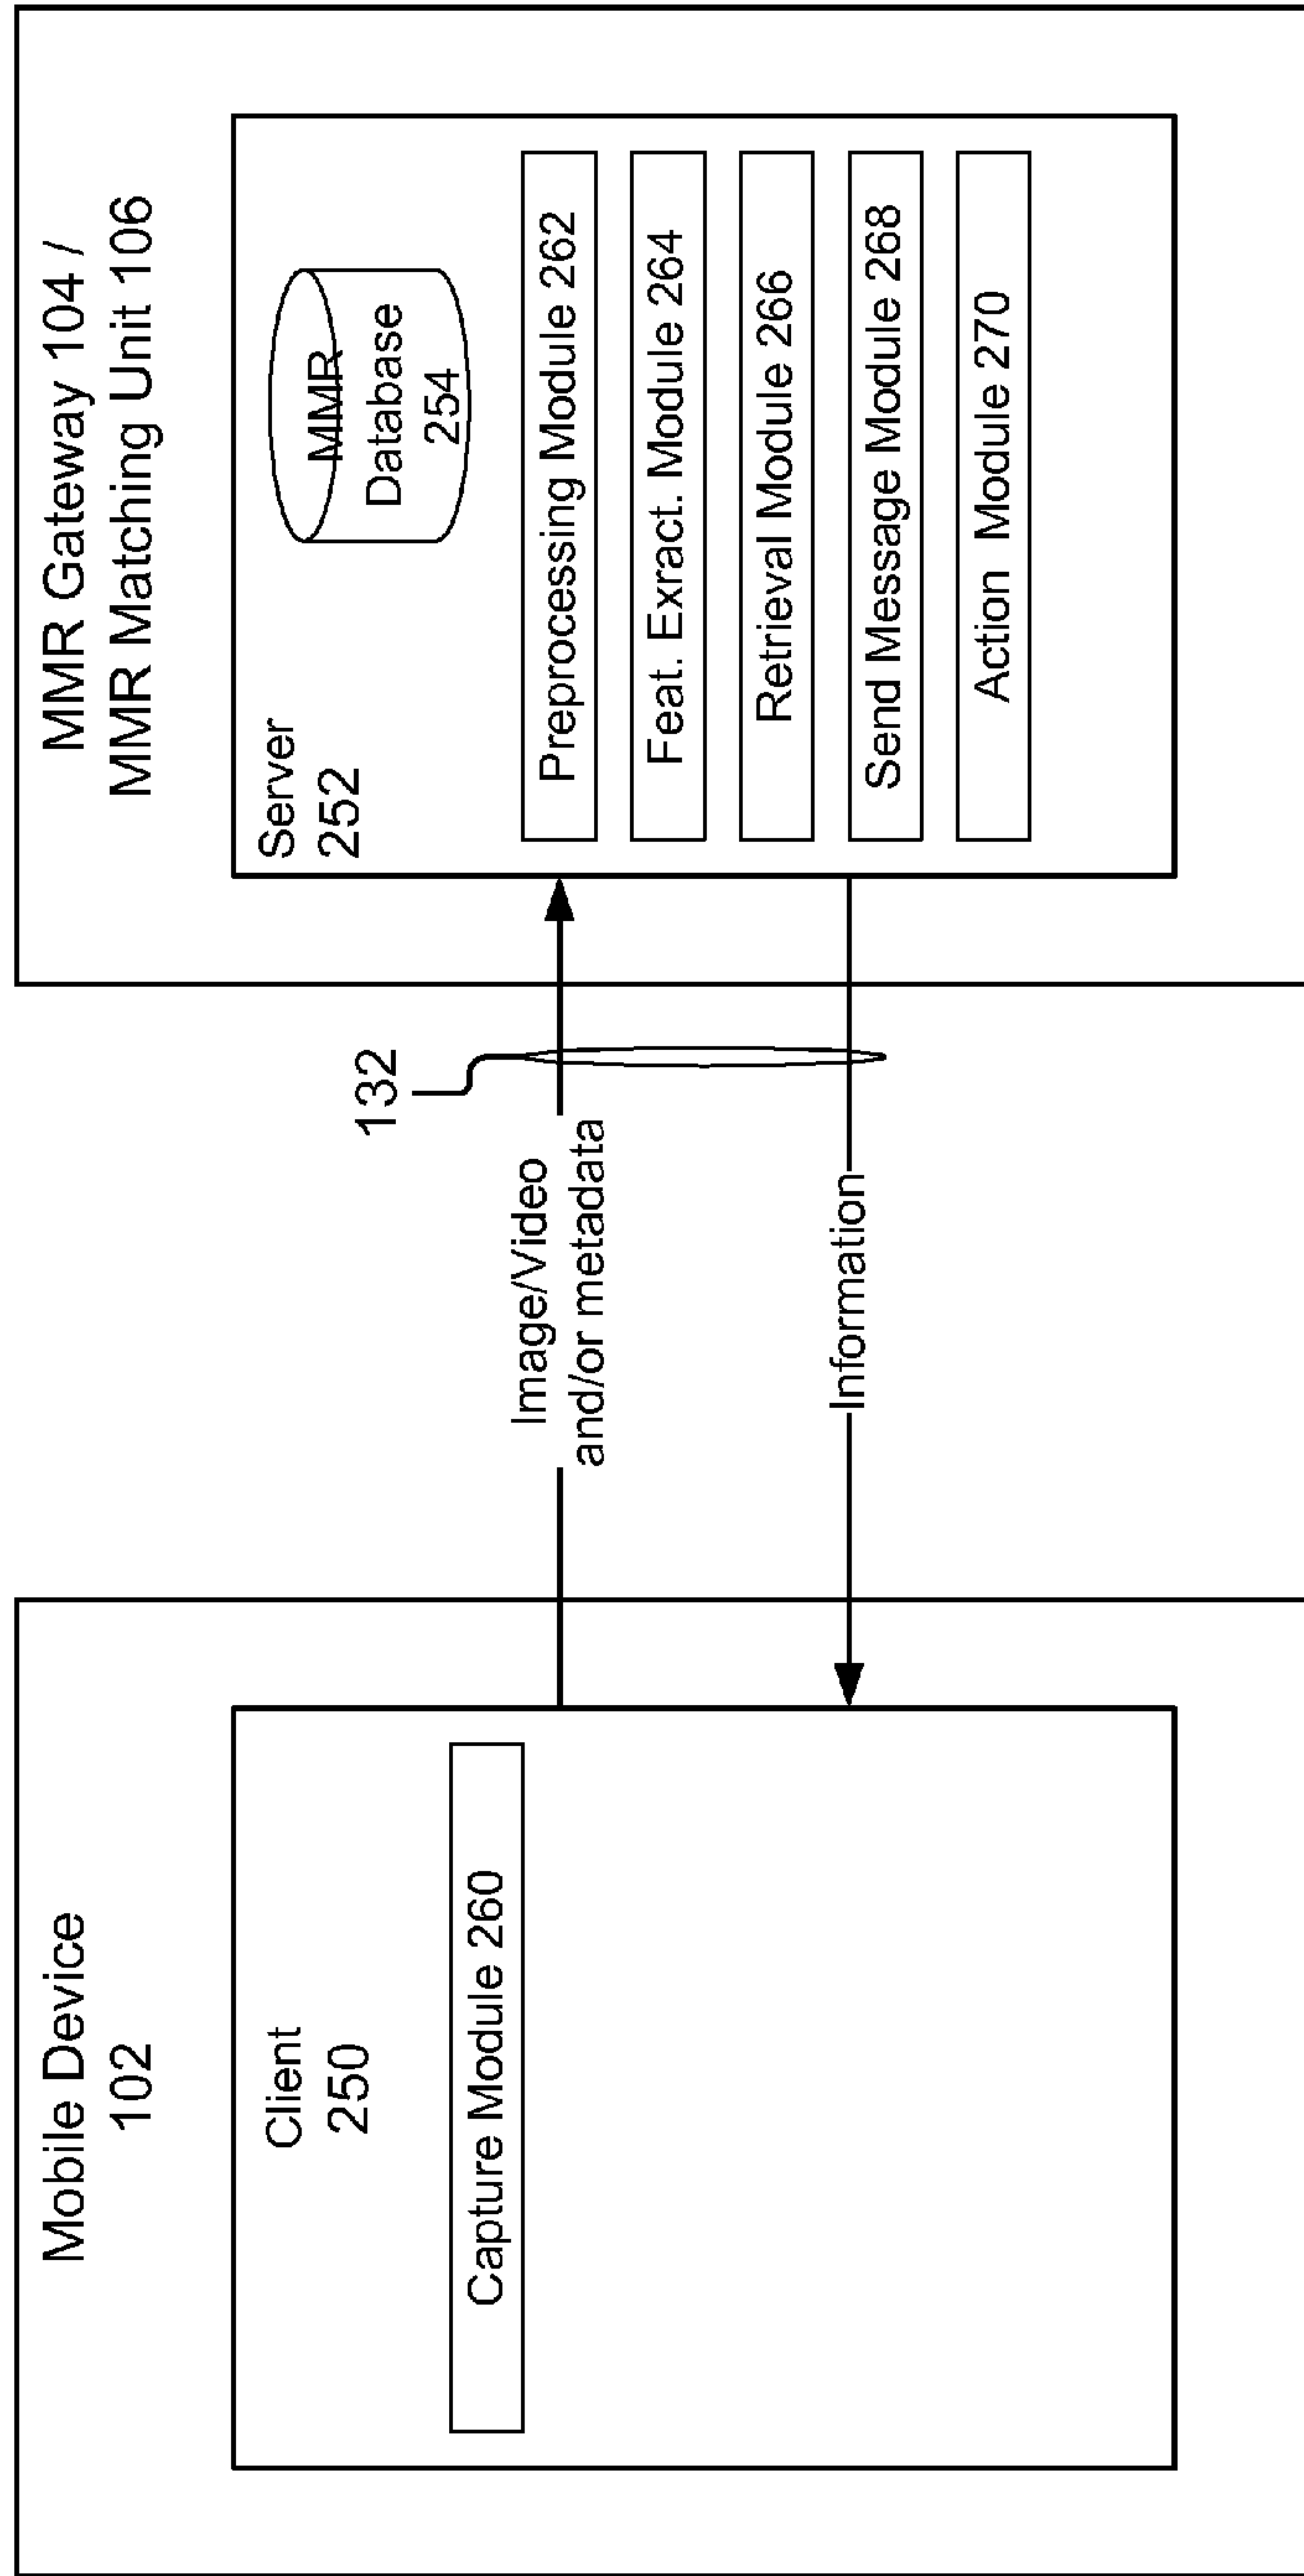 Mobile Device
102
Client
250
Capture Module 260
Image/Video
and/or metadata
Information
132
MMR Gateway 104 /
MMR Matching Unit 106
Server
252
MMR
Database
254
Preprocessing Module 262
Feat. Exract. Module 264
Retrieval Module 266
Send Message Module 268
Action Module 270